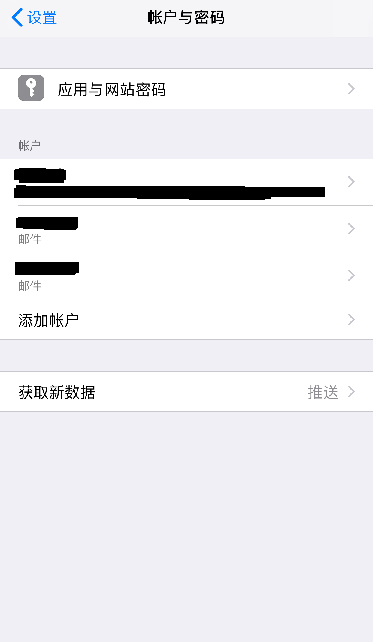 设置
帐户与密码
应用与网站密码
帐户
邮件
邮件
添加帐户
获取新数据 推送